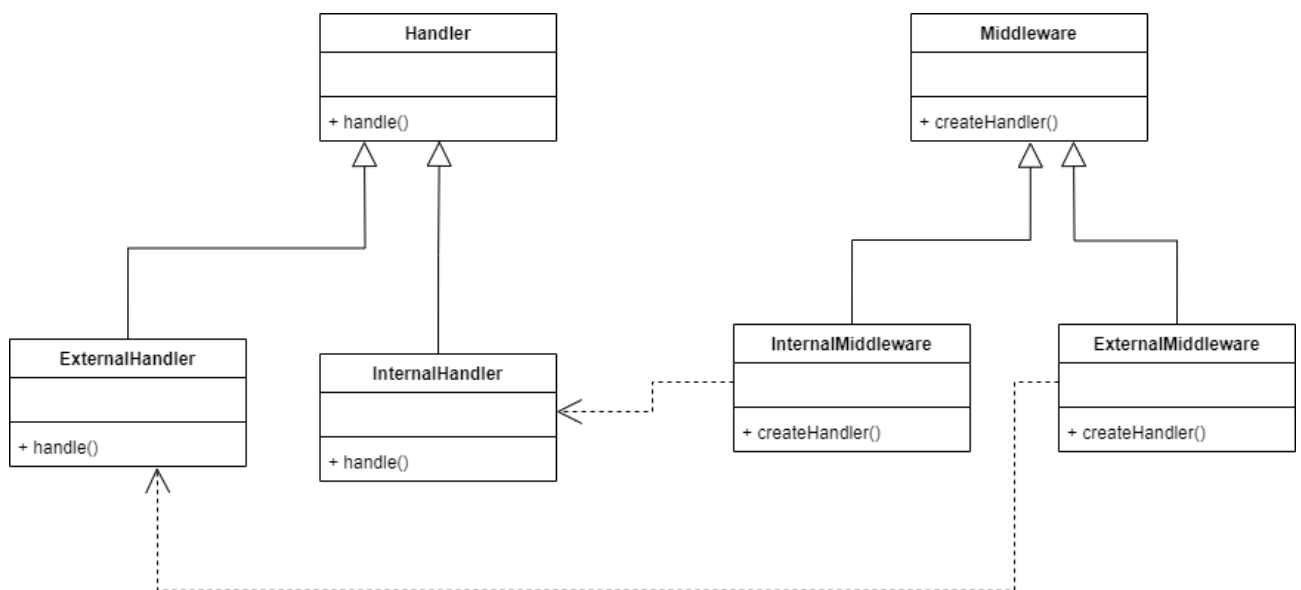 Handler
+ handle()
Middleware
+ createHandler()
ExternalHandler
+ handle()
InternalHandler
+ handle()
InternalMiddleware
+ createHandler()
ExternalMiddleware
+ createHandler()